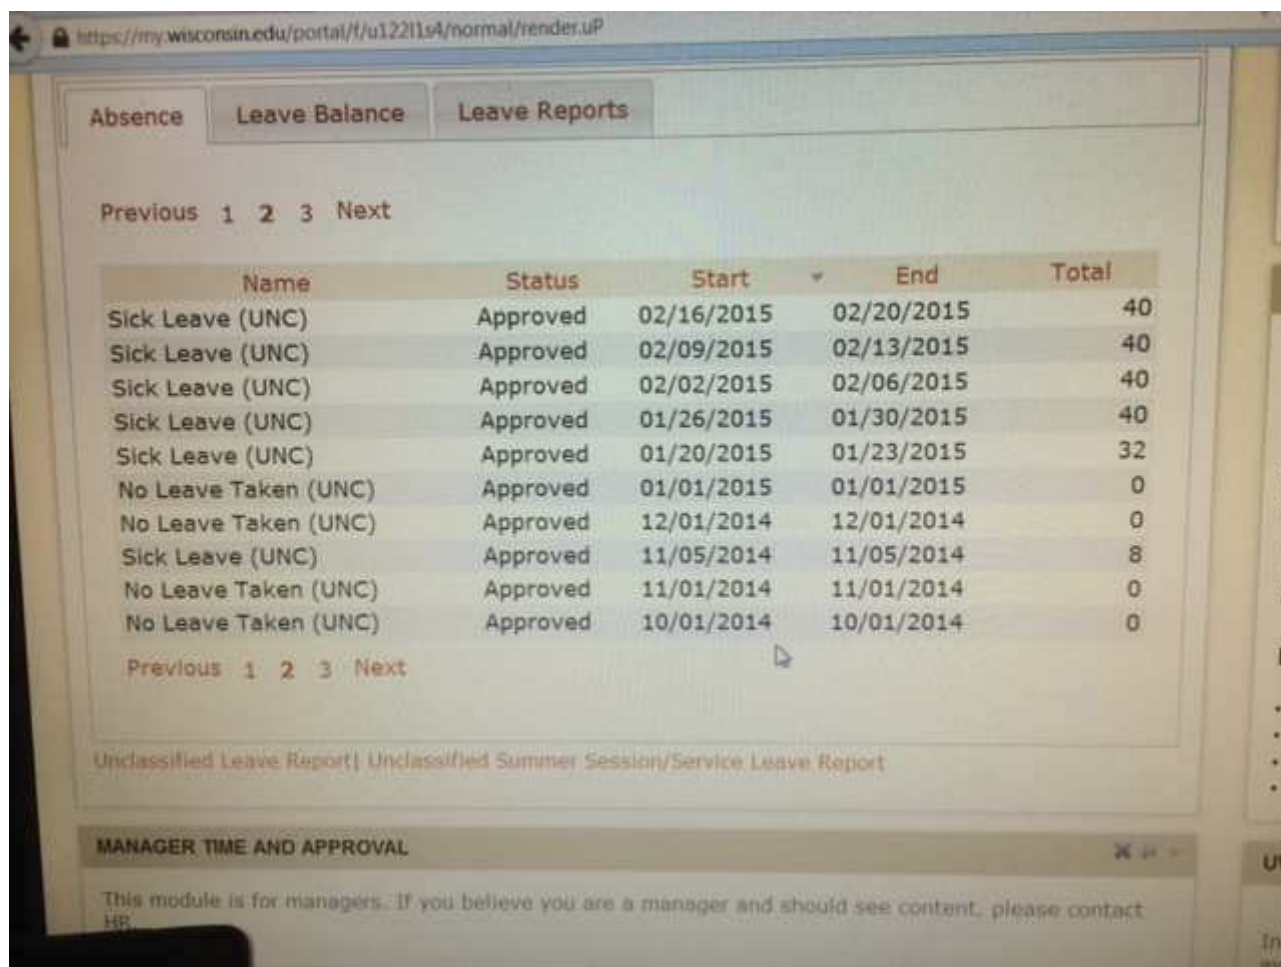 https://my.wisconsin.edu/portal/f/u122l1s4/normal/render.uP
Absence Leave Balance Leave Reports
Previous 1 2 3 Next
Name Status Start End Total
Sick Leave (UNC) Approved 02/16/2015 02/20/2015 40
Sick Leave (UNC) Approved 02/09/2015 02/13/2015 40
Sick Leave (UNC) Approved 02/02/2015 02/06/2015 40
Sick Leave (UNC) Approved 01/26/2015 01/30/2015 40
Sick Leave (UNC) Approved 01/20/2015 01/23/2015 32
No Leave Taken (UNC) Approved 01/01/2015 01/01/2015 0
No Leave Taken (UNC) Approved 12/01/2014 12/01/2014 0
Sick Leave (UNC) Approved 11/05/2014 11/05/2014 8
No Leave Taken (UNC) Approved 11/01/2014 11/01/2014 0
No Leave Taken (UNC) Approved 10/01/2014 10/01/2014 0
Previous 1 2 3 Next
Unclassified Leave Report| Unclassified Summer Session/Service Leave Report
MANAGER TIME AND APPROVAL
This module is for managers. If you believe you are a manager and should see content, please contact
HR.